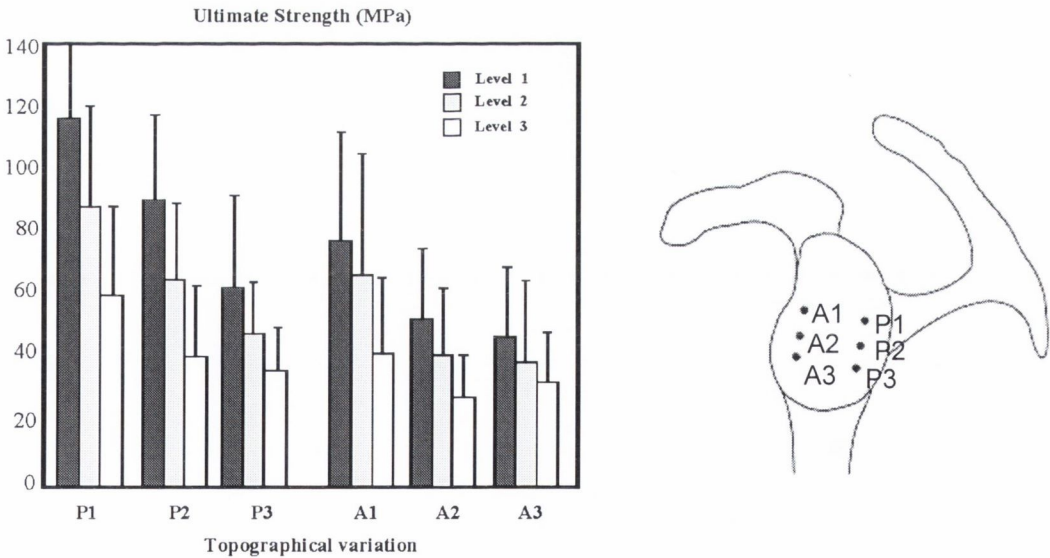 Ultimate Strength (MPa)
140
120
100
80
60
40
20
0
Level 1
Level 2
Level 3
P1 P2 P3 A1 A2 A3
Topographical variation
A1
P1
A2
P2
A3
P3